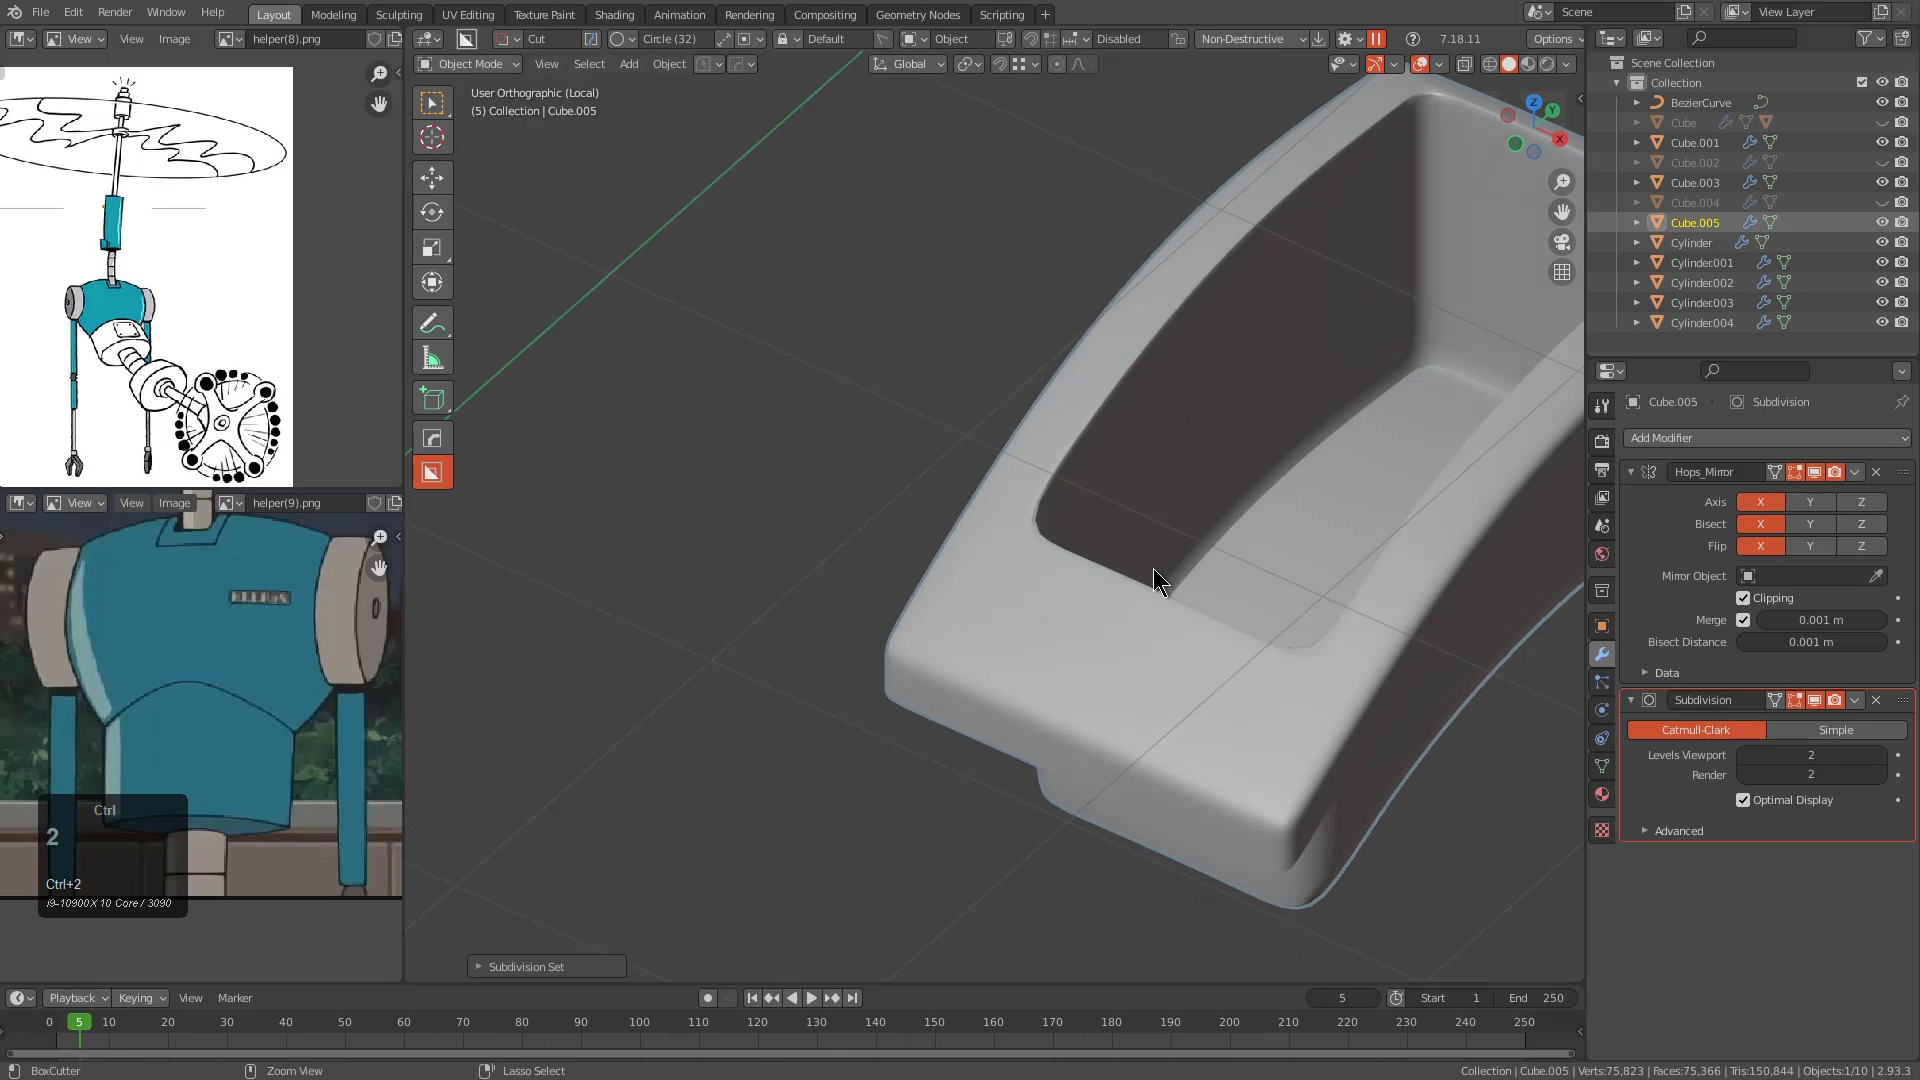 File Edit Render Window Help
Layout Modeling Sculpting UV Editing Texture Paint Shading Animation Rendering Compositing Geometry Nodes Scripting +
Scene
View Layer
View View Image helper(8).png
Cut Circle (32) Default Object Disabled Non-Destructive 7.18.11 Options
Object Mode View Select Add Object Global
User Orthographic (Local)
(5) Collection | Cube.005
Z
Y
X
Scene Collection
Collection
BezierCurve
Cube
Cube.001
Cube.002
Cube.003
Cube.004
Cube.005
Cylinder
Cylinder.001
Cylinder.002
Cylinder.003
Cylinder.004
Cube.005 Subdivision
Add Modifier
Hops_Mirror
Axis X Y Z
Bisect X Y Z
Flip X Y Z
Mirror Object
Clipping
Merge 0.001 m
Bisect Distance 0.001 m
Data
Subdivision
Catmull-Clark Simple
Levels Viewport 2
Render 2
Optimal Display
Advanced
View View Image helper(9).png
Ctrl
2
Ctrl+2
i9-10900X 10 Core / 3090
Subdivision Set
Playback Keying View Marker
5 Start 1 End 250
0 5 10 20 30 40 50 60 70 80 90 100 110 120 130 140 150 160 170 180 190 200 210 220 230 240 250
BoxCutter Zoom View Lasso Select
Collection | Cube.005 | Verts:75,823 | Faces:75,366 | Tris:150,844 | Objects:1/10 | 2.93.3